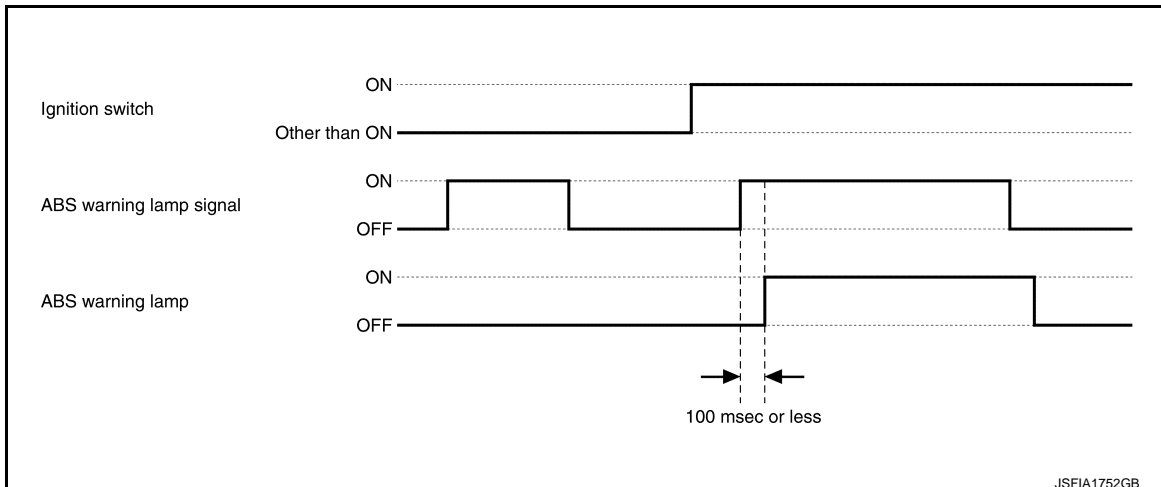 ON
Ignition switch
Other than ON
ON
ABS warning lamp signal
OFF
ON
ABS warning lamp
OFF
100 msec or less
JSFIA1752GB